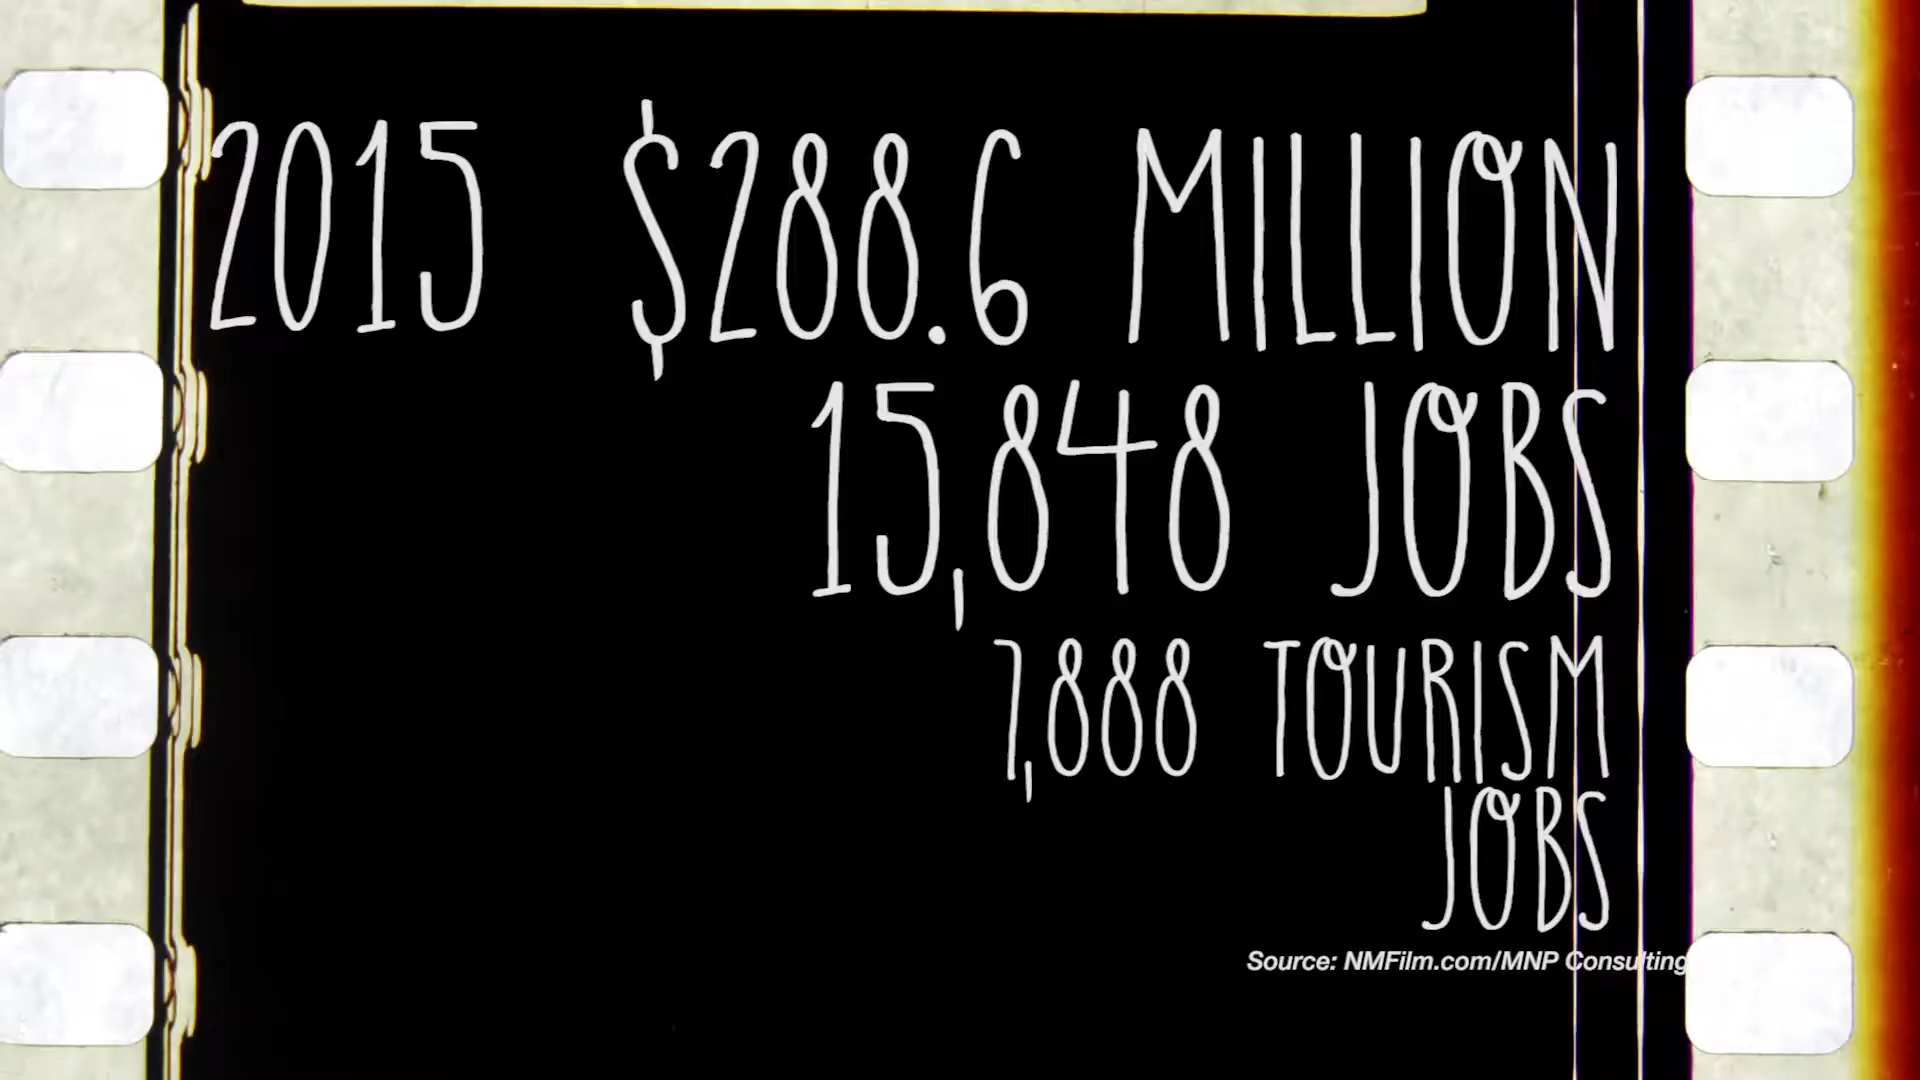 2015 $288.6 MILLION
15,848 JOBS
7,888 TOURISM
JOBS
Source: NMFilm.com/MNP Consulting